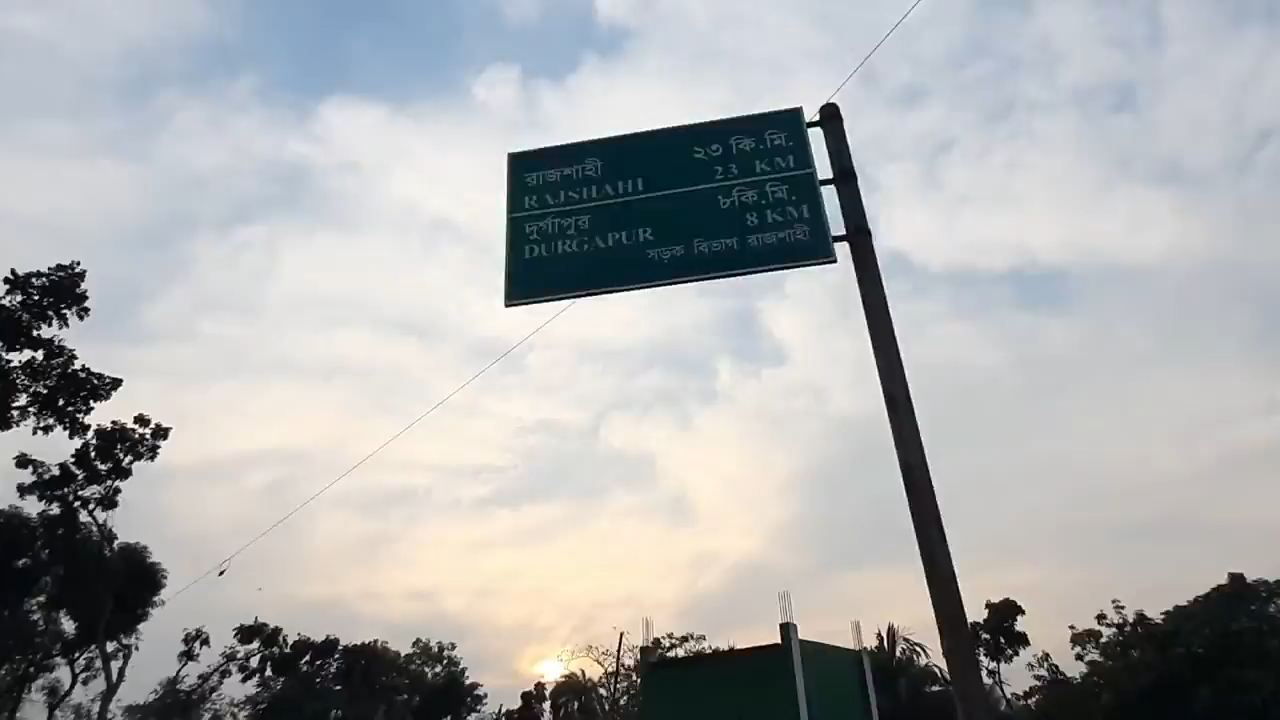 রাজশাহী ২৩ কি.মি.
RAJSHAHI 23 KM
দুর্গাপুর ৮কি.মি.
DURGAPUR 8 KM
সড়ক বিভাগ রাজশাহী